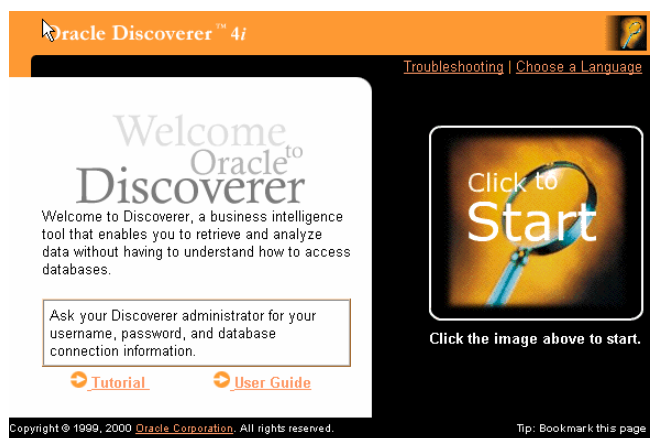 Oracle Discoverer ™ 4i
Troubleshooting | Choose a Language
Welcome
to
Oracle
Discoverer
Welcome to Discoverer, a business intelligence
tool that enables you to retrieve and analyze
data without having to understand how to access
databases.
Ask your Discoverer administrator for your
username, password, and database
connection information.
Tutorial
User Guide
Click to
Start
Click the image above to start.
Copyright © 1999, 2000 Oracle Corporation. All rights reserved.
Tip: Bookmark this page